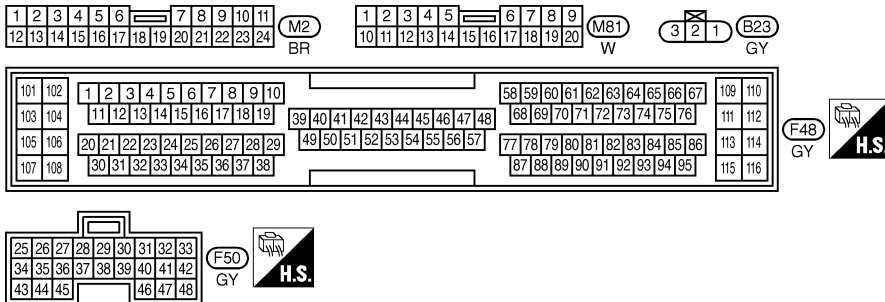 1 2 3 4 5 6 7 8 9 10 11
12 13 14 15 16 17 18 19 20 21 22 23 24
M2
BR
1 2 3 4 5 6 7 8 9
10 11 12 13 14 15 16 17 18 19 20
M81
W
3 2 1
B23
GY
101 102
103 104
105 106
107 108
1 2 3 4 5 6 7 8 9 10
11 12 13 14 15 16 17 18 19
20 21 22 23 24 25 26 27 28 29
30 31 32 33 34 35 36 37 38
39 40 41 42 43 44 45 46 47 48
49 50 51 52 53 54 55 56 57
58 59 60 61 62 63 64 65 66 67
68 69 70 71 72 73 74 75 76
77 78 79 80 81 82 83 84 85 86
87 88 89 90 91 92 93 94 95
109 110
111 112
113 114
115 116
F48
GY
H.S.
25 26 27 28 29 30 31 32 33
34 35 36 37 38 39 40 41 42
43 44 45 46 47 48
F50
GY
H.S.